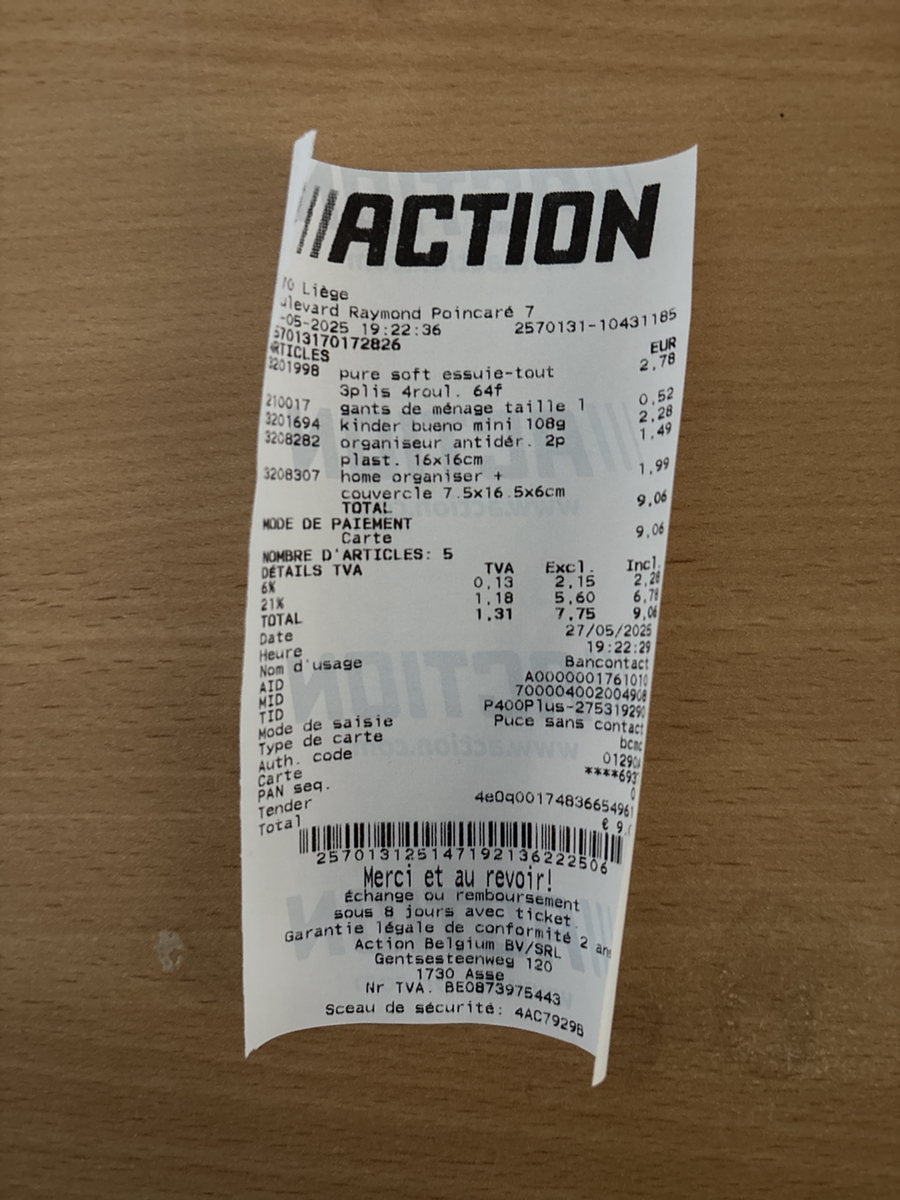 ACTION
Liège
Raymond Poincaré 7
-05-2025 19:22:36 2570131-10431185
57013170172826
EUR
ARTICLES
3201998 pure soft essuie-tout 2,78
3plis 4roul. 64f
210017 gants de ménage taille l 0,52
3201694 kinder bueno mini 108g 2,28
3208282 organiseur antidér. 2p 1,49
plast. 16x16cm
3208307 home organiser + 1,99
couvercle 7.5x16.5x6cm
TOTAL 9,06
MODE DE PAIEMENT
Carte 9,06
NOMBRE D'ARTICLES: 5
DÉTAILS TVA TVA Excl. Incl.
6% 0,13 2,15 2,28
21% 1,18 5,60 6,78
TOTAL 1,31 7,75 9,06
Date 27/05/2025
Heure 19:22:29
Nom d'usage Bancontact
AID A0000001761010
MID 700004002004908
TID P400Plus-275319290
Mode de saisie Puce sans contact
Type de carte bcmc
Auth. code
Carte
PAN seq. 0
Tender 4e0q00174836654961
Total € 9,
257013125147192136222506
Merci et au revoir!
Échange ou remboursement
sous 8 jours avec ticket.
Garantie légale de conformité 2 ans
Action Belgium BV/SRL
Gentsesteenweg 120
1730 Asse
Nr TVA. BE0873975443
Sceau de sécurité: 4AC7929B